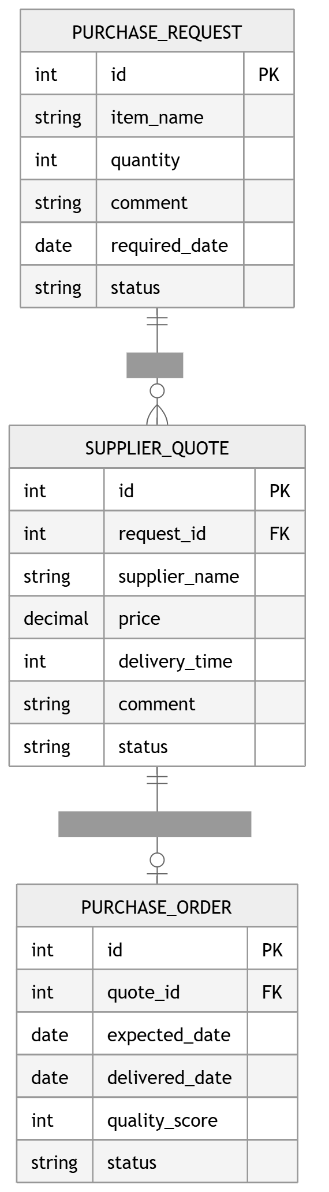 PURCHASE_REQUEST
int id PK
string item_name
int quantity
string comment
date required_date
string status
SUPPLIER_QUOTE
int id PK
int request_id FK
string supplier_name
decimal price
int delivery_time
string comment
string status
PURCHASE_ORDER
int id PK
int quote_id FK
date expected_date
date delivered_date
int quality_score
string status